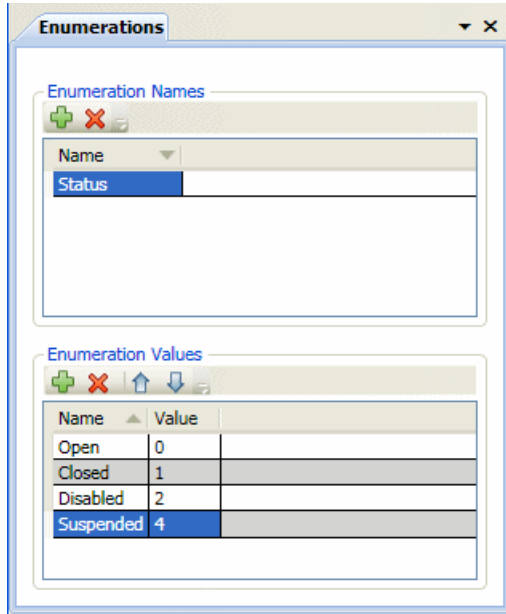 Enumerations
Enumeration Names
Name
Status
Enumeration Values
Name Value
Open 0
Closed 1
Disabled 2
Suspended 4